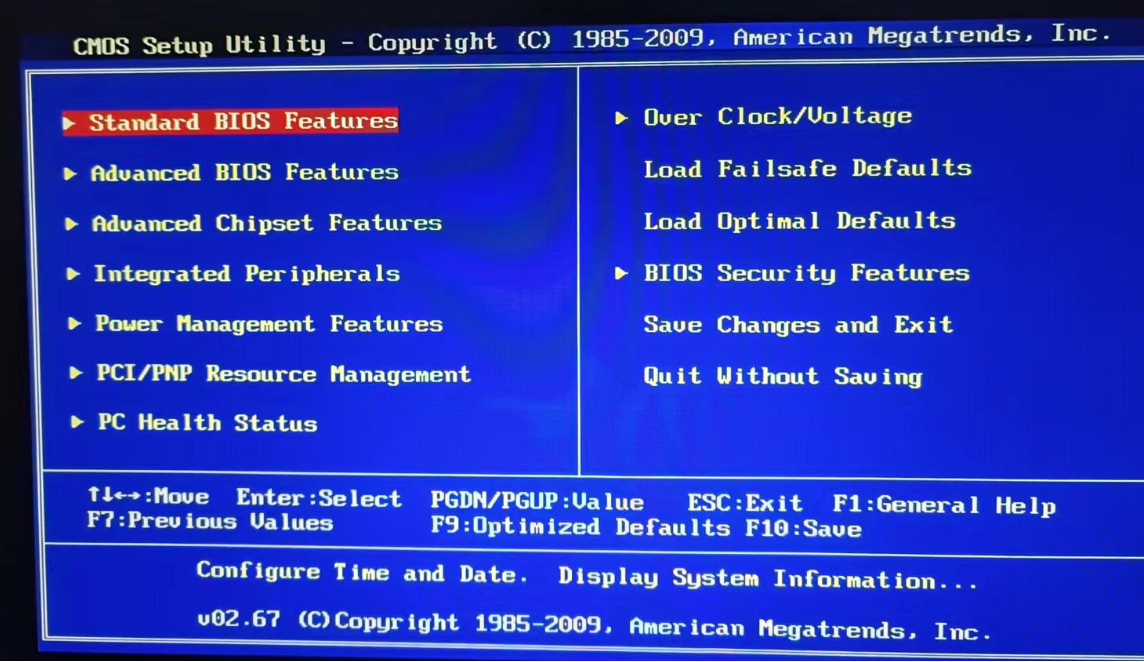 CMOS Setup Utility - Copyright (C) 1985-2009, American Megatrends, Inc.
► Standard BIOS Features
► Advanced BIOS Features
► Advanced Chipset Features
► Integrated Peripherals
► Power Management Features
► PCI/PNP Resource Management
► PC Health Status
► Over Clock/Voltage
Load Failsafe Defaults
Load Optimal Defaults
► BIOS Security Features
Save Changes and Exit
Quit Without Saving
↑↓←→:Move Enter:Select PGDN/PGUP:Value ESC:Exit F1:General Help
F7:Previous Values F9:Optimized Defaults F10:Save
Configure Time and Date. Display System Information...
v02.67 (C)Copyright 1985-2009, American Megatrends, Inc.